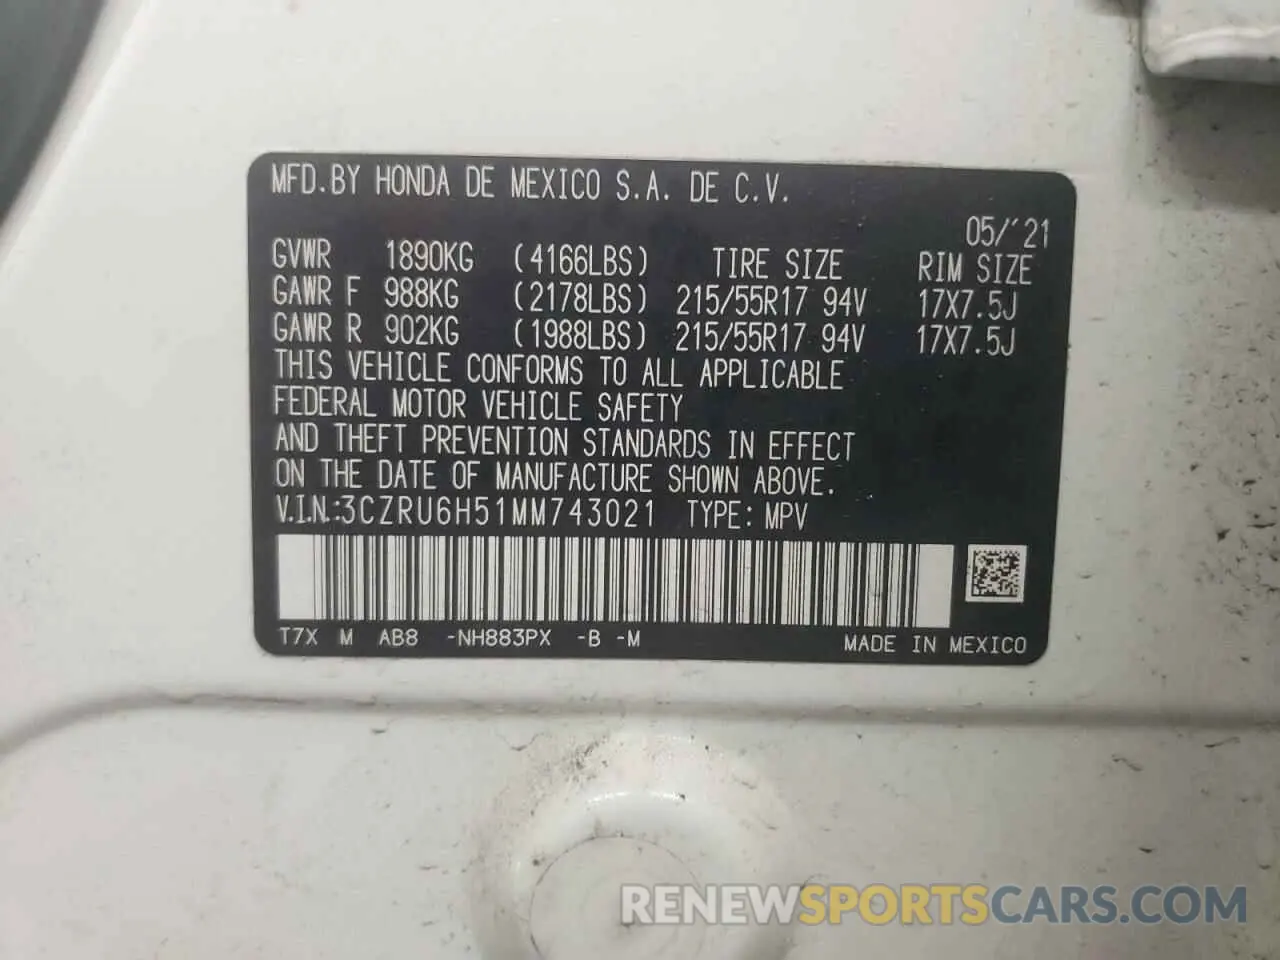 MFD.BY HONDA DE MEXICO S.A. DE C.V.
05/'21
GVWR 1890KG (4166LBS) TIRE SIZE RIM SIZE
GAWR F 988KG (2178LBS) 215/55R17 94V 17X7.5J
GAWR R 902KG (1988LBS) 215/55R17 94V 17X7.5J
THIS VEHICLE CONFORMS TO ALL APPLICABLE
FEDERAL MOTOR VEHICLE SAFETY
AND THEFT PREVENTION STANDARDS IN EFFECT
ON THE DATE OF MANUFACTURE SHOWN ABOVE.
V.I.N.:3CZRU6H51MM743021 TYPE: MPV
T7X M AB8 -NH883PX -B -M MADE IN MEXICO
RENEWSPORTSCARS.COM